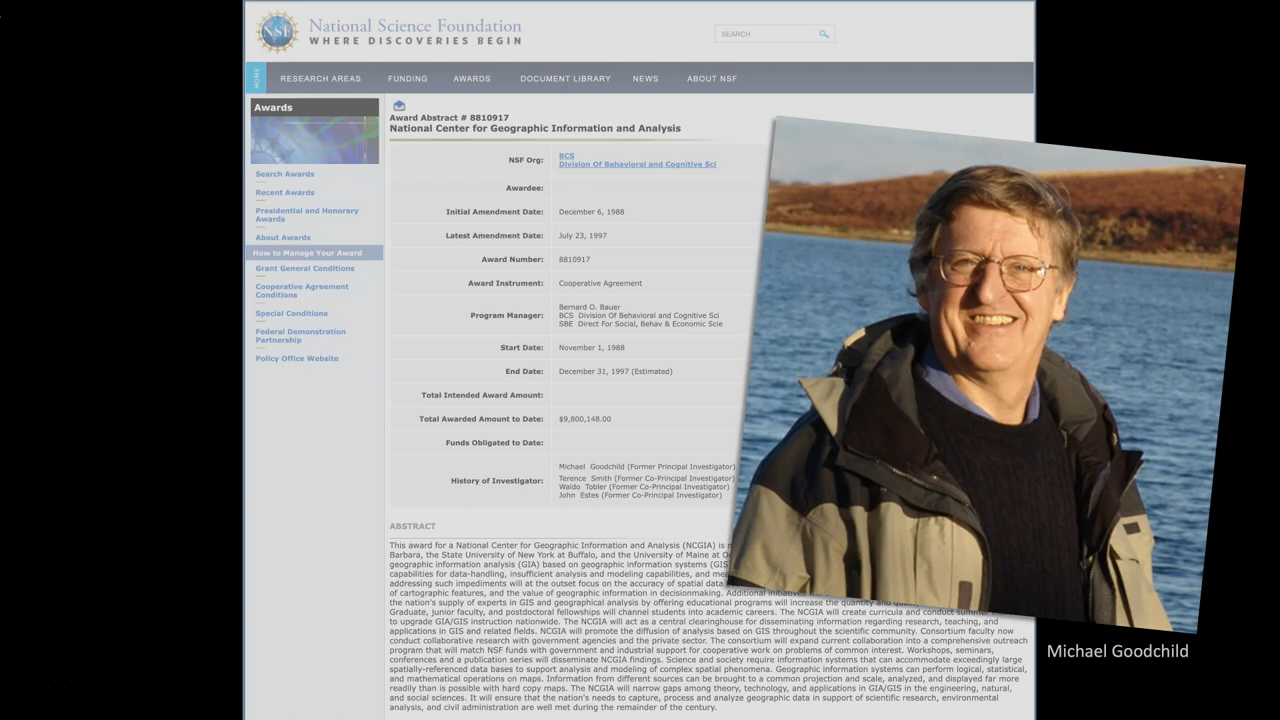 NSF
National Science Foundation
WHERE DISCOVERIES BEGIN
SEARCH
HOME
RESEARCH AREAS
FUNDING
AWARDS
DOCUMENT LIBRARY
NEWS
ABOUT NSF
Awards
Search Awards
Recent Awards
Presidential and Honorary
Awards
About Awards
How to Manage Your Award
Grant General Conditions
Cooperative Agreement
Conditions
Special Conditions
Federal Demonstration
Partnership
Policy Office Website
Award Abstract # 8810917
National Center for Geographic Information and Analysis
NSF Org: BCS
Division Of Behavioral and Cognitive Sci
Awardee:
Initial Amendment Date: December 6, 1988
Latest Amendment Date: July 23, 1997
Award Number: 8810917
Award Instrument: Cooperative Agreement
Program Manager: Bernard O. Bauer
BCS Division Of Behavioral and Cognitive Sci
SBE Direct For Social, Behav & Economic Scie
Start Date: November 1, 1988
End Date: December 31, 1997 (Estimated)
Total Intended Award Amount:
Total Awarded Amount to Date: $9,800,148.00
Funds Obligated to Date:
History of Investigator: Michael Goodchild (Former Principal Investigator)
Terence Smith (Former Co-Principal Investigator)
Waldo Tobler (Former Co-Principal Investigator)
John Estes (Former Co-Principal Investigator)
ABSTRACT
This award for a National Center for Geographic Information and Analysis (NCGIA) is
Barbara, the State University of New York at Buffalo, and the University of Maine at
geographic information analysis (GIA) based on geographic information systems (GIS
capabilities for data-handling, insufficient analysis and modeling capabilities, and
addressing such impediments will at the outset focus on the accuracy of spatial data
of cartographic features, and the value of geographic information in decisionmaking. Additional initiatives
the nation's supply of experts in GIS and geographical analysis by offering educational programs will increase the quantity and
Graduate, junior faculty, and postdoctoral fellowships will channel students into academic careers. The NCGIA will create curricula and conduct summer
to upgrade GIA/GIS instruction nationwide. The NCGIA will act as a central clearinghouse for disseminating information regarding research, teaching, and
applications in GIS and related fields. NCGIA will promote the diffusion of analysis based on GIS throughout the scientific community. Consortium faculty now
conduct collaborative research with government agencies and the private sector. The consortium will expand current collaboration into a comprehensive outreach
program that will match NSF funds with government and industrial support for cooperative work on problems of common interest. Workshops, seminars,
conferences and a publication series will disseminate NCGIA findings. Science and society require information systems that can accommodate exceedingly large
spatially-referenced data bases to support analysis and modeling of complex spatial phenomena. Geographic information systems can perform logical, statistical,
and mathematical operations on maps. Information from different sources can be brought to a common projection and scale, analyzed, and displayed far more
readily than is possible with hard copy maps. The NCGIA will narrow gaps among theory, technology, and applications in GIA/GIS in the engineering, natural,
and social sciences. It will ensure that the nation's needs to capture, process and analyze geographic data in support of scientific research, environmental
analysis, and civil administration are well met during the remainder of the century.
Michael Goodchild